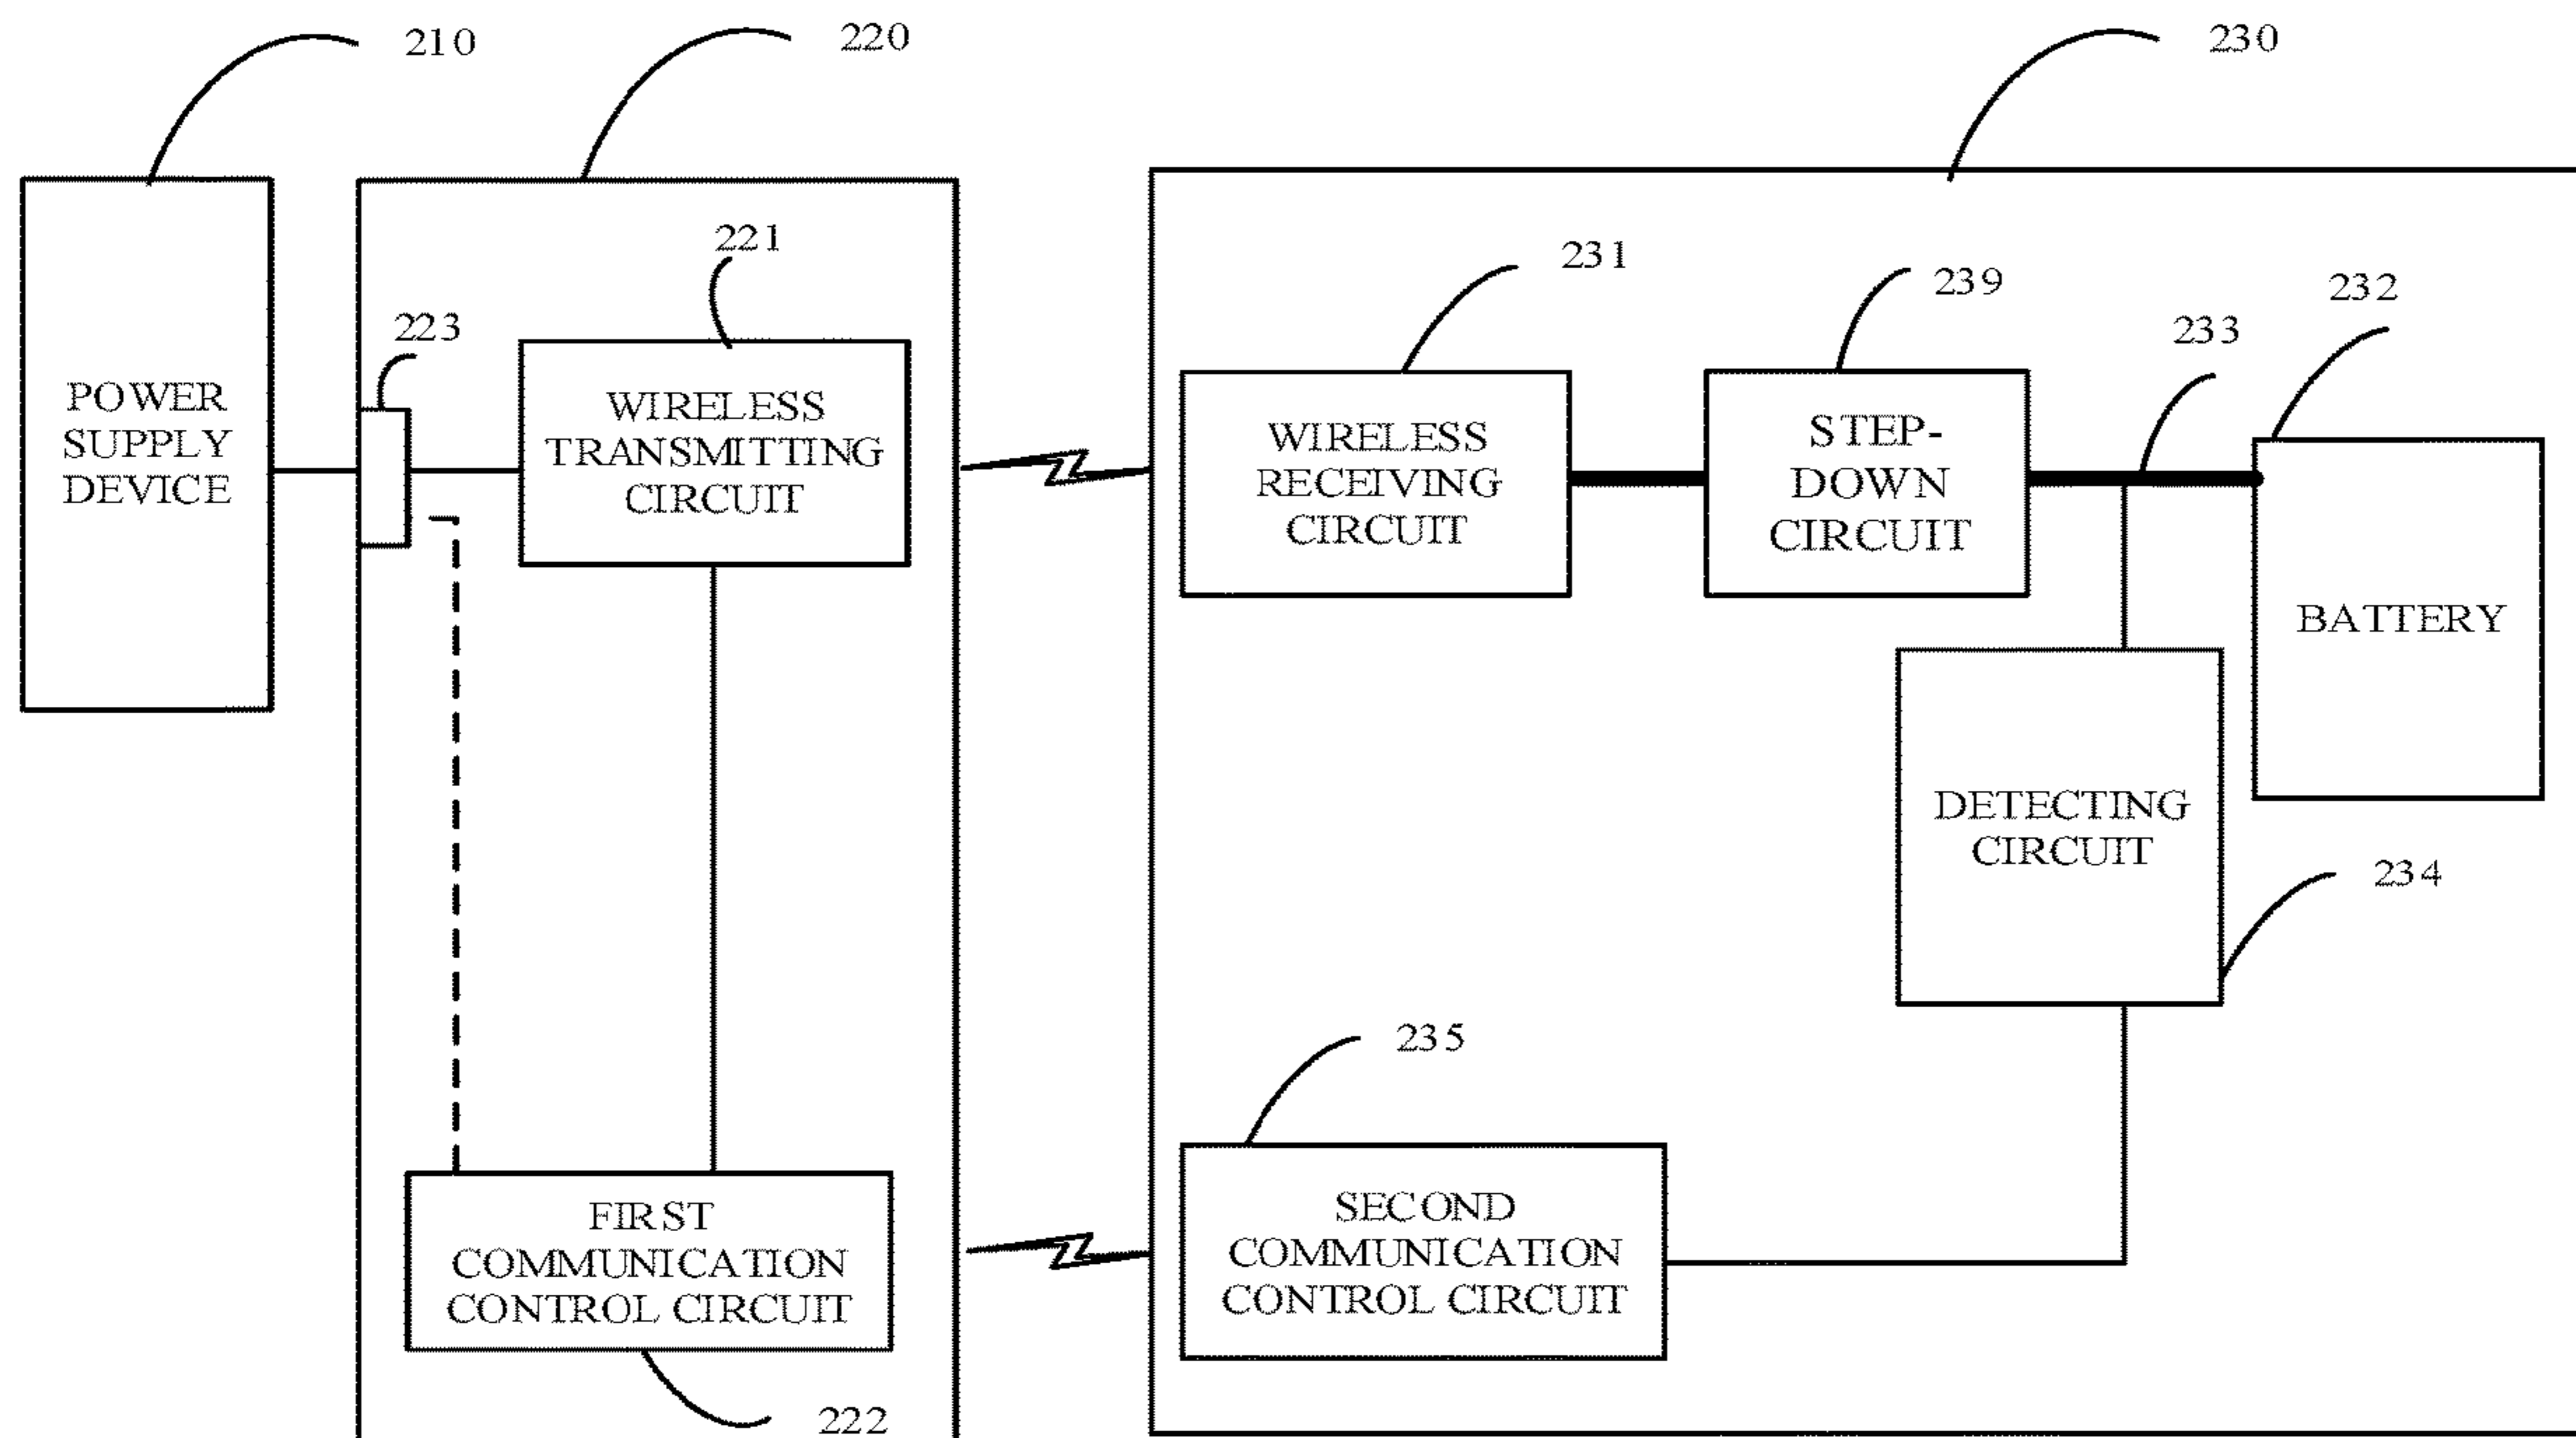 210
220
230
221
231
239
232
223
233
POWER
SUPPLY
DEVICE
WIRELESS
TRANSMITTING
CIRCUIT
WIRELESS
RECEIVING
CIRCUIT
STEP-
DOWN
CIRCUIT
BATTERY
DETECTING
CIRCUIT
234
235
FIRST
COMMUNICATION
CONTROL CIRCUIT
SECOND
COMMUNICATION
CONTROL CIRCUIT
222